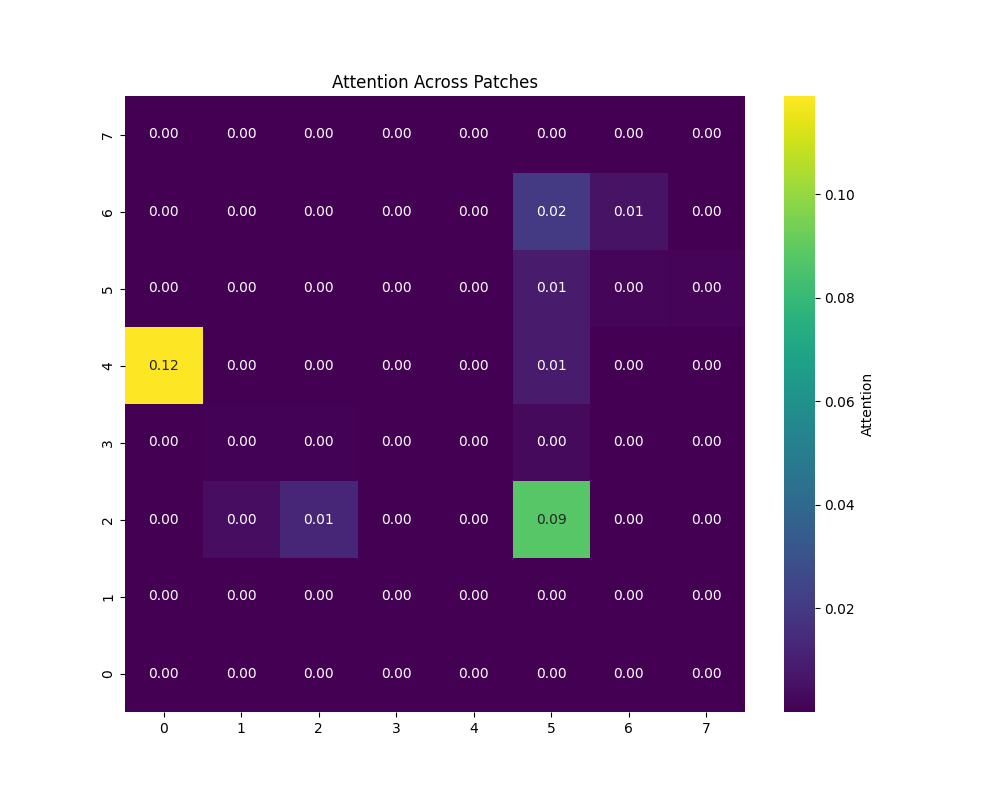 Attention Across Patches
7 0.00 0.00 0.00 0.00 0.00 0.00 0.00 0.00
6 0.00 0.00 0.00 0.00 0.00 0.02 0.01 0.00
5 0.00 0.00 0.00 0.00 0.00 0.01 0.00 0.00
4 0.12 0.00 0.00 0.00 0.00 0.01 0.00 0.00
3 0.00 0.00 0.00 0.00 0.00 0.00 0.00 0.00
2 0.00 0.00 0.01 0.00 0.00 0.09 0.00 0.00
1 0.00 0.00 0.00 0.00 0.00 0.00 0.00 0.00
0 0.00 0.00 0.00 0.00 0.00 0.00 0.00 0.00
0 1 2 3 4 5 6 7
0.10
0.08
0.06
0.04
0.02
Attention